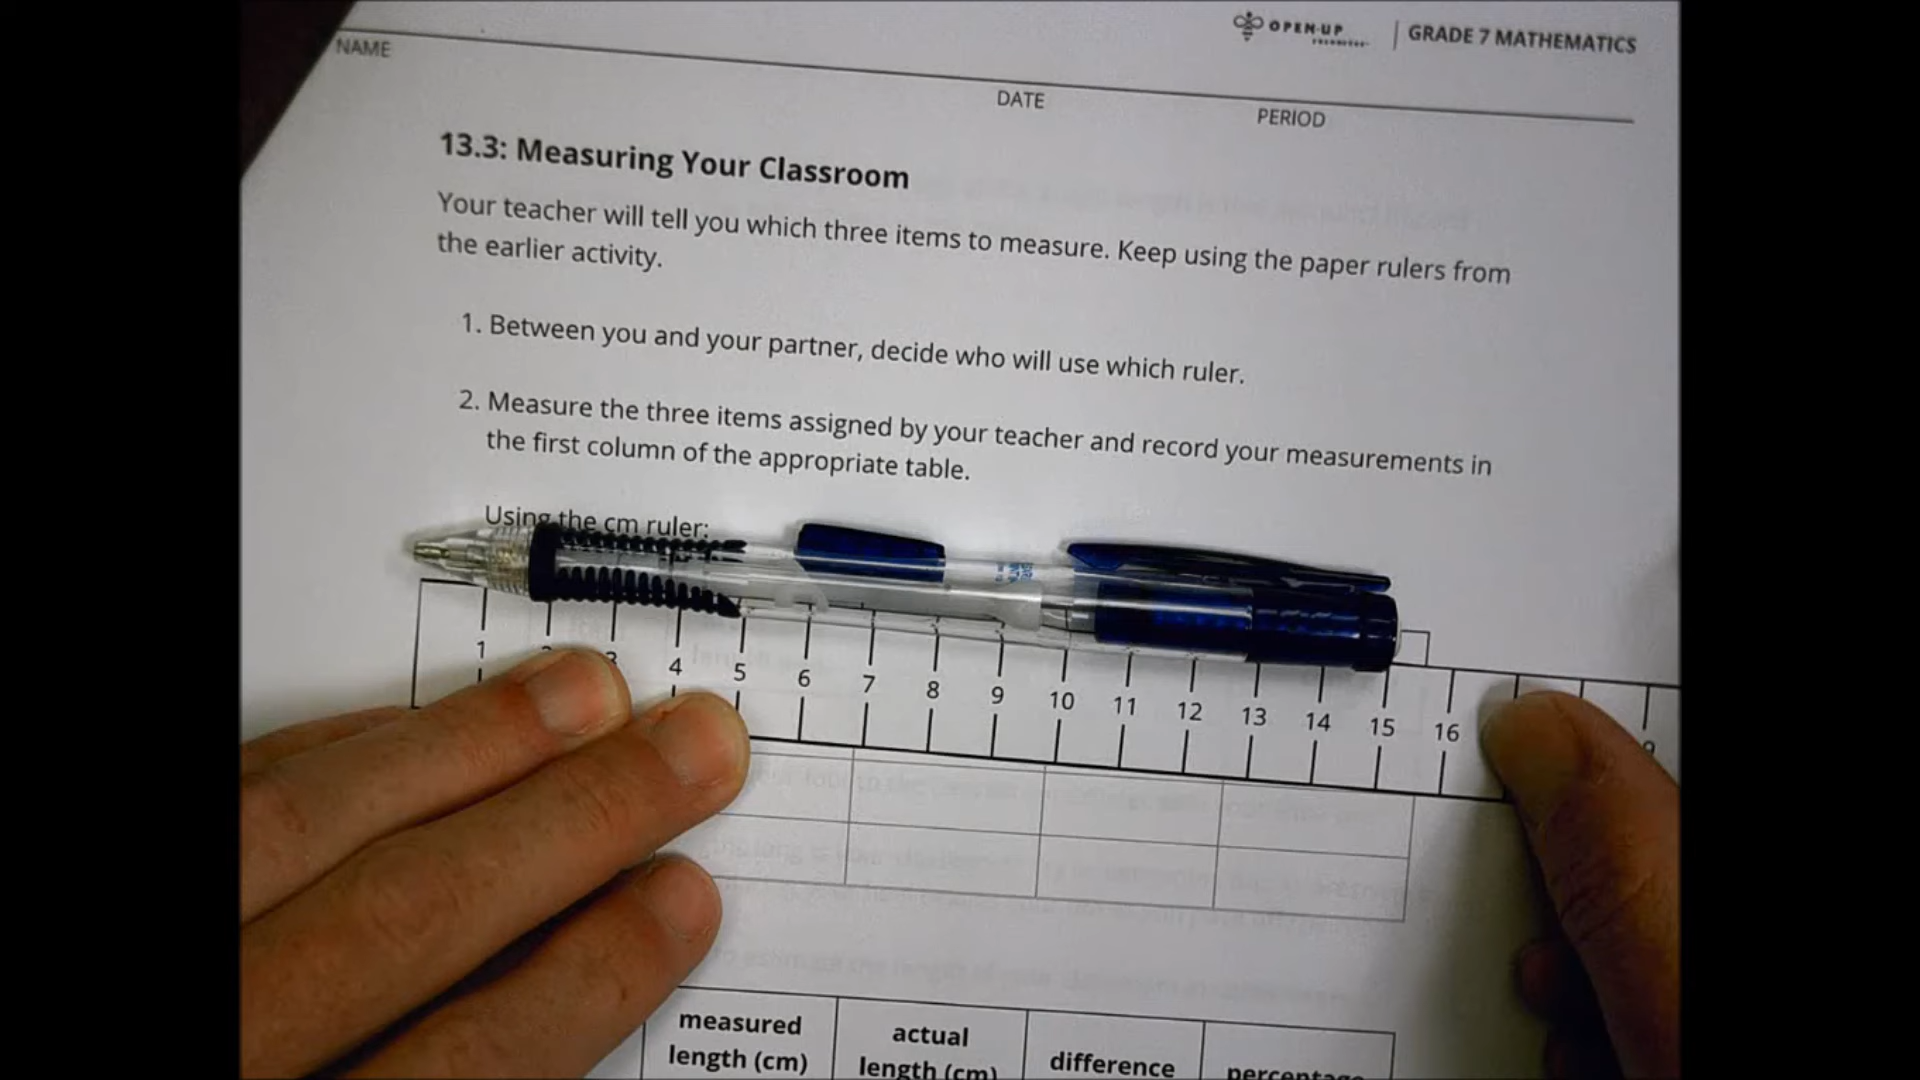 OPEN-UP
GRADE 7 MATHEMATICS
NAME
DATE
PERIOD
13.3: Measuring Your Classroom
Your teacher will tell you which three items to measure. Keep using the paper rulers from
the earlier activity.
1. Between you and your partner, decide who will use which ruler.
2. Measure the three items assigned by your teacher and record your measurements in
the first column of the appropriate table.
Using the cm ruler:
1 4 5 6 7 8 9 10 11 12 13 14 15 16
measured
length (cm)
actual
length (cm)
difference
percentage